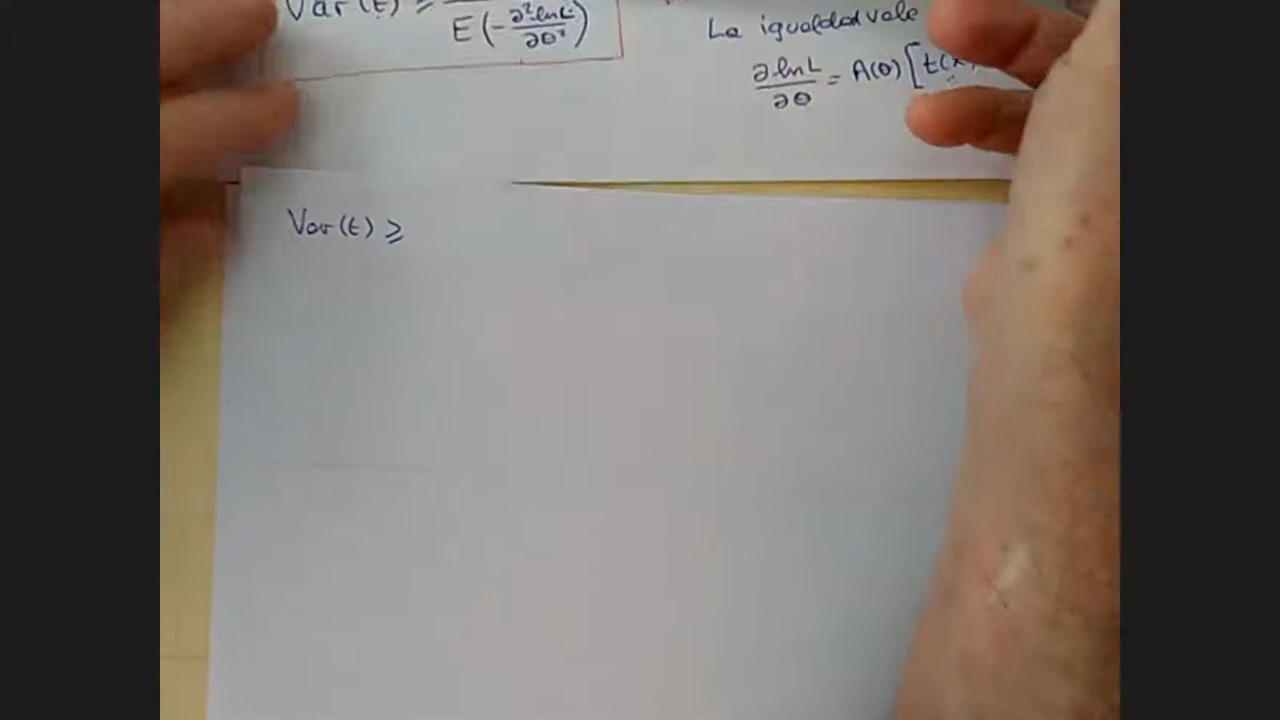 Var(t) ≥ ── / E(-∂²lnL/∂θ²)
La igualdad vale
∂lnL/∂θ = A(θ)[t(x)
Var(t) ≥